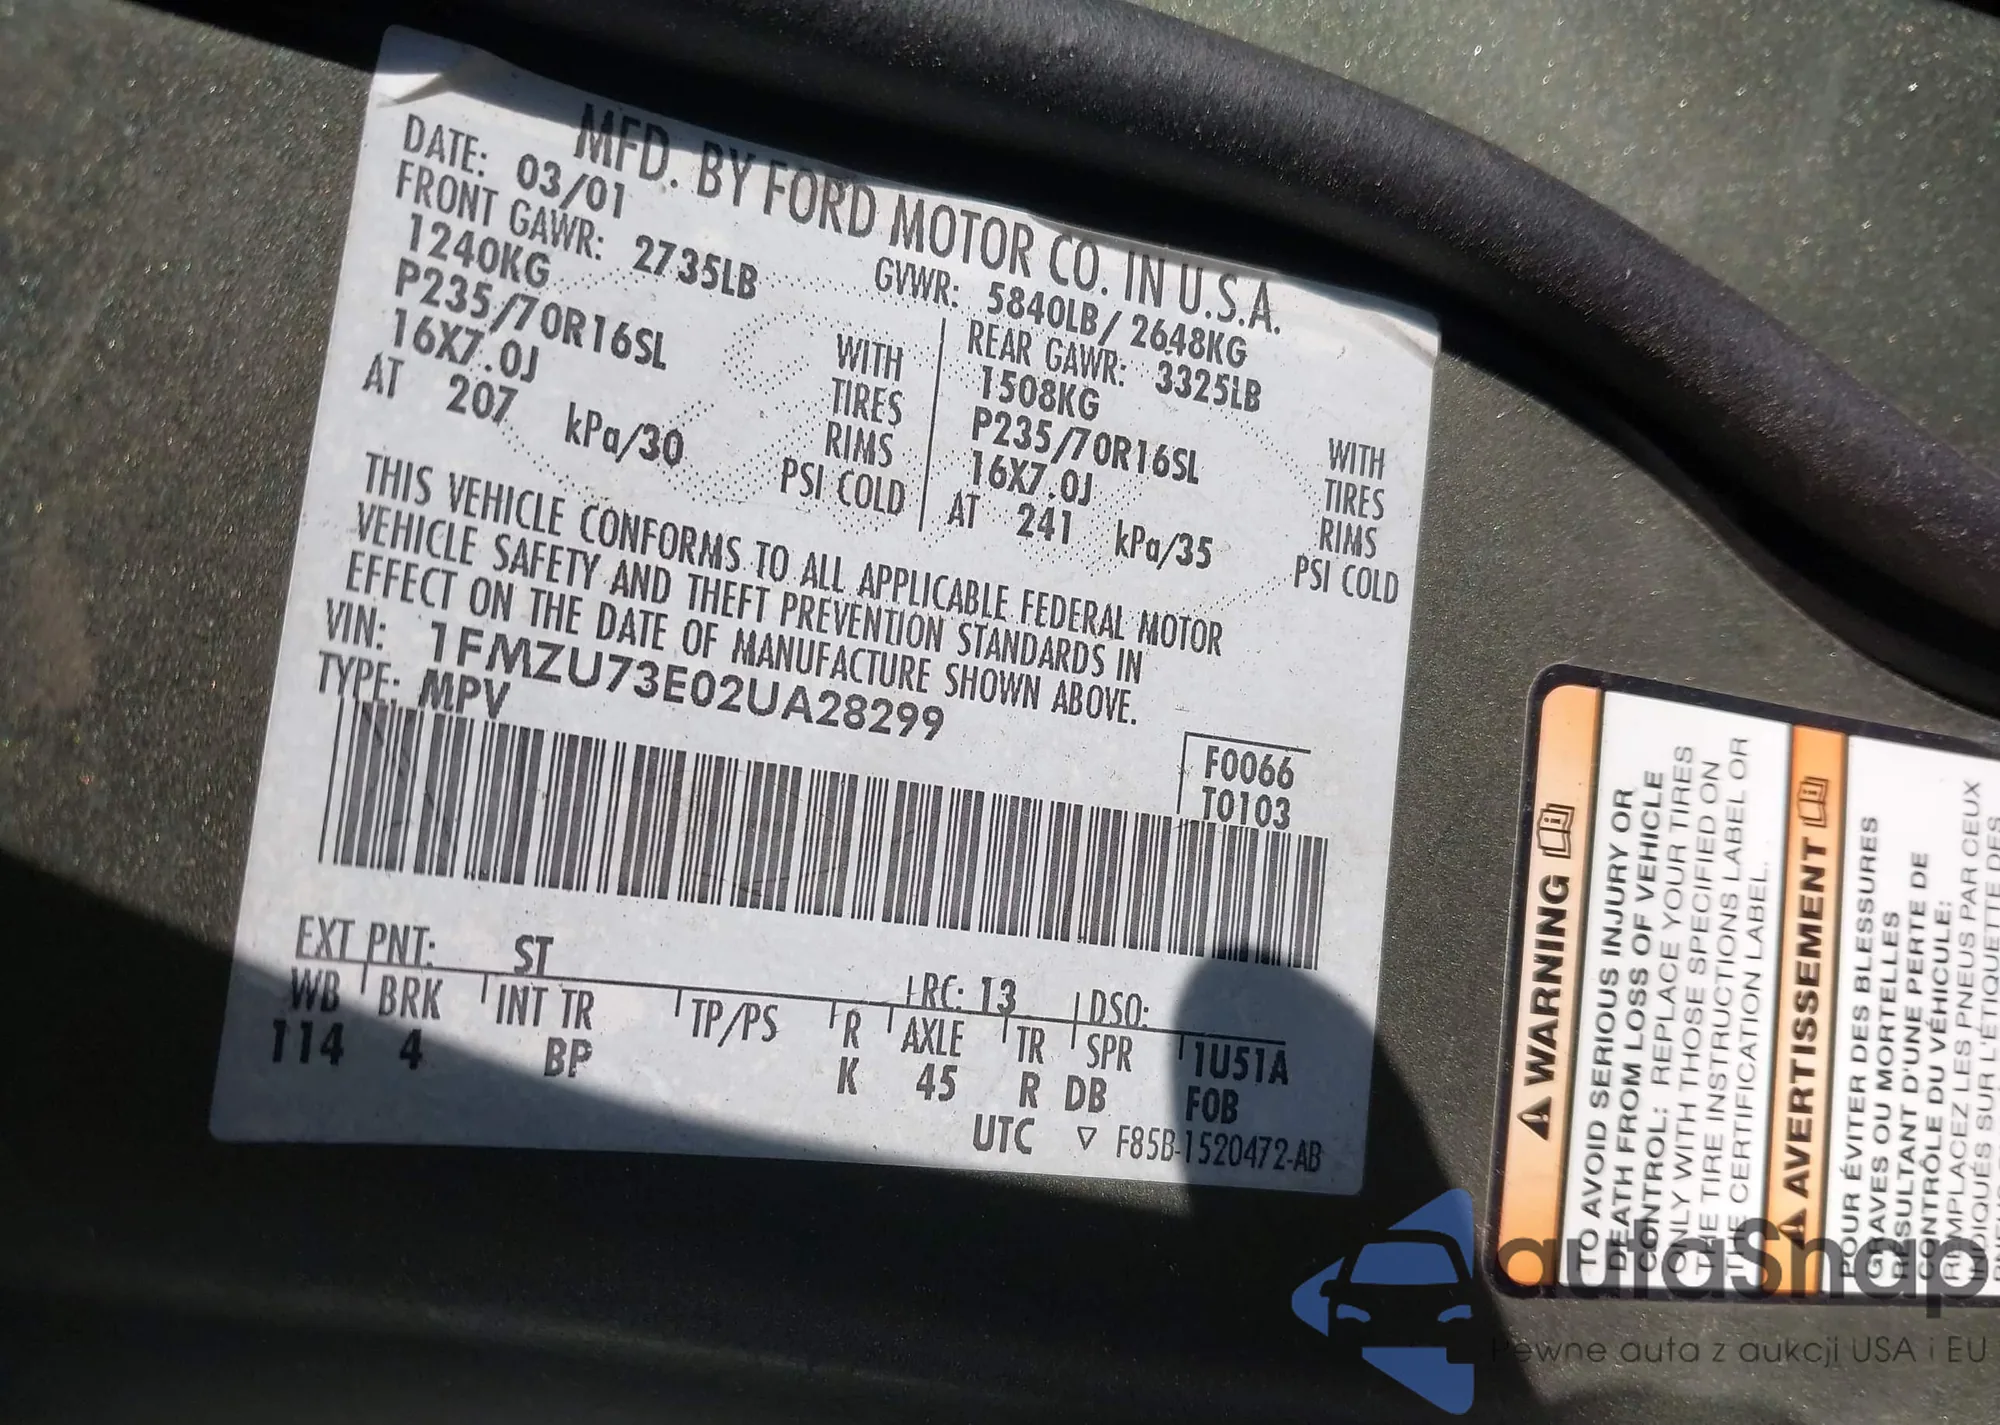 MFD. BY FORD MOTOR CO. IN U.S.A.
DATE: 03/01
GVWR: 5840LB/ 2648KG
FRONT GAWR: 2735LB
1240KG WITH
P235/70R16SL TIRES
16X7.0J RIMS
AT 207 kPa/30 PSI COLD
REAR GAWR: 3325LB
1508KG WITH
P235/70R16SL TIRES
16X7.0J RIMS
AT 241 kPa/35 PSI COLD
THIS VEHICLE CONFORMS TO ALL APPLICABLE FEDERAL MOTOR
VEHICLE SAFETY AND THEFT PREVENTION STANDARDS IN
EFFECT ON THE DATE OF MANUFACTURE SHOWN ABOVE.
VIN: 1FMZU73E02UA28299
TYPE: MPV
F0066
T0103
EXT PNT: ST RC: 13 DSO:
WB BRK INT TR TP/PS R AXLE TR SPR 1U51A
114 4 BP K 45 R DB FOB
UTC ▽ F85B-1520472-AB
⚠ WARNING
TO AVOID SERIOUS INJURY OR
DEATH FROM LOSS OF VEHICLE
CONTROL: REPLACE YOUR TIRES
ONLY WITH THOSE SPECIFIED ON
THE TIRE INSTRUCTIONS LABEL OR
THE CERTIFICATION LABEL.
⚠ AVERTISSEMENT
POUR ÉVITER DES BLESSURES
GRAVES OU MORTELLES
RÉSULTANT D'UNE PERTE DE
CONTRÔLE DU VÉHICULE:
REMPLACEZ LES PNEUS PAR CEUX
INDIQUÉS SUR L'ÉTIQUETTE DES
autaSnap
Pewne auta z aukcji USA i EU